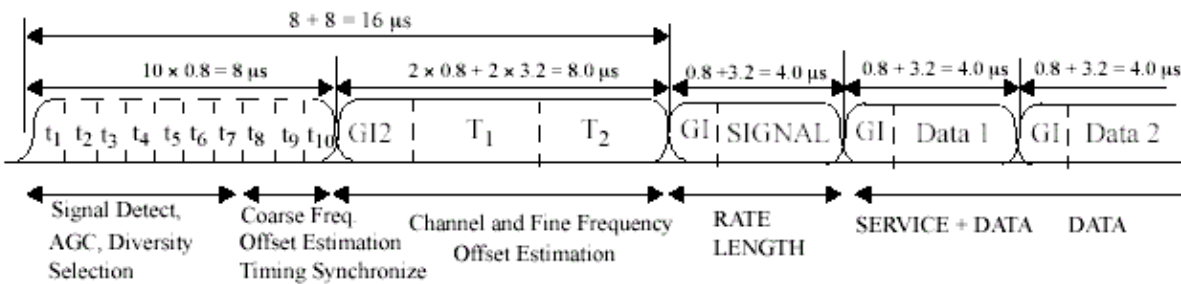 8 + 8 = 16 µs
10 × 0.8 = 8 µs
2 × 0.8 + 2 × 3.2 = 8.0 µs
0.8 +3.2 = 4.0 µs
0.8 + 3.2 = 4.0 µs
0.8 + 3.2 = 4.0 µs
t1 t2 t3 t4 t5 t6 t7 t8 t9 t10
GI2 T1 T2
GI SIGNAL
GI Data 1
GI Data 2
Signal Detect,
AGC, Diversity
Selection
Coarse Freq.
Offset Estimation
Timing Synchronize
Channel and Fine Frequency
Offset Estimation
RATE
LENGTH
SERVICE + DATA
DATA